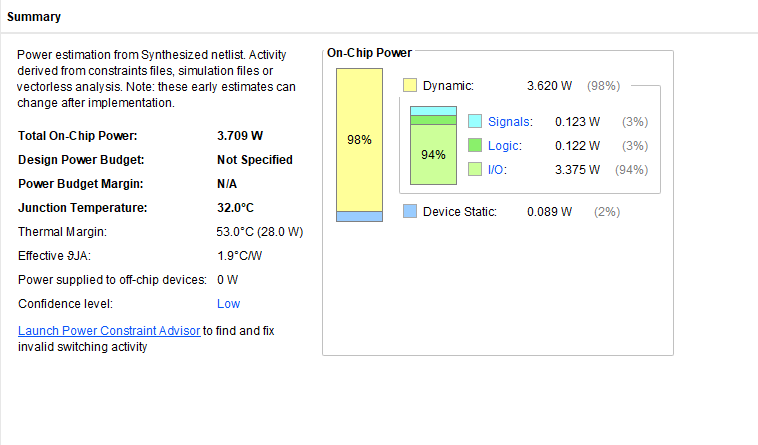 Summary
Power estimation from Synthesized netlist. Activity
derived from constraints files, simulation files or
vectorless analysis. Note: these early estimates can
change after implementation.
Total On-Chip Power: 3.709 W
Design Power Budget: Not Specified
Power Budget Margin: N/A
Junction Temperature: 32.0°C
Thermal Margin: 53.0°C (28.0 W)
Effective ϑJA: 1.9°C/W
Power supplied to off-chip devices: 0 W
Confidence level: Low
Launch Power Constraint Advisor to find and fix
invalid switching activity
On-Chip Power
Dynamic: 3.620 W (98%)
98%
94%
Signals: 0.123 W (3%)
Logic: 0.122 W (3%)
I/O: 3.375 W (94%)
Device Static: 0.089 W (2%)